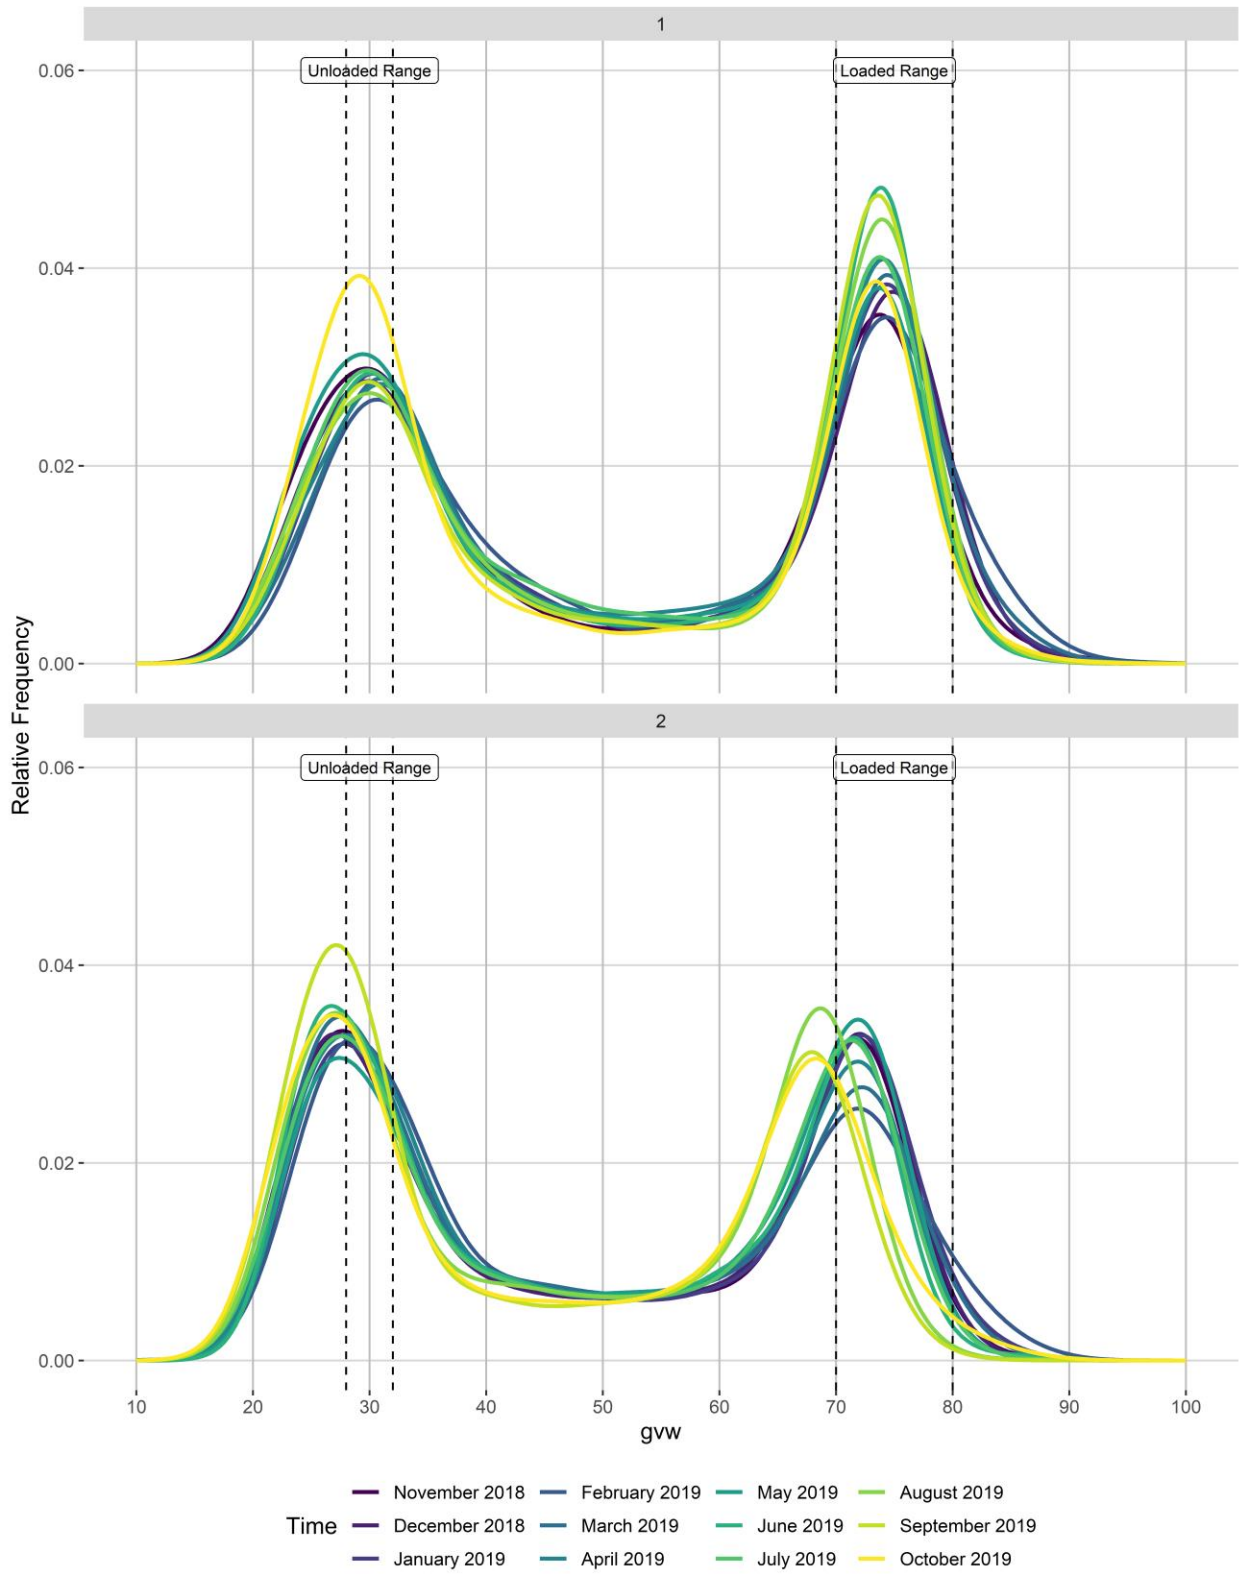 1
Unloaded Range Loaded Range
0.06
0.04
0.02
0.00
Relative Frequency
2
Unloaded Range Loaded Range
0.06
0.04
0.02
0.00
10 20 30 40 50 60 70 80 90 100
gvw
November 2018 February 2019 May 2019 August 2019
Time December 2018 March 2019 June 2019 September 2019
January 2019 April 2019 July 2019 October 2019